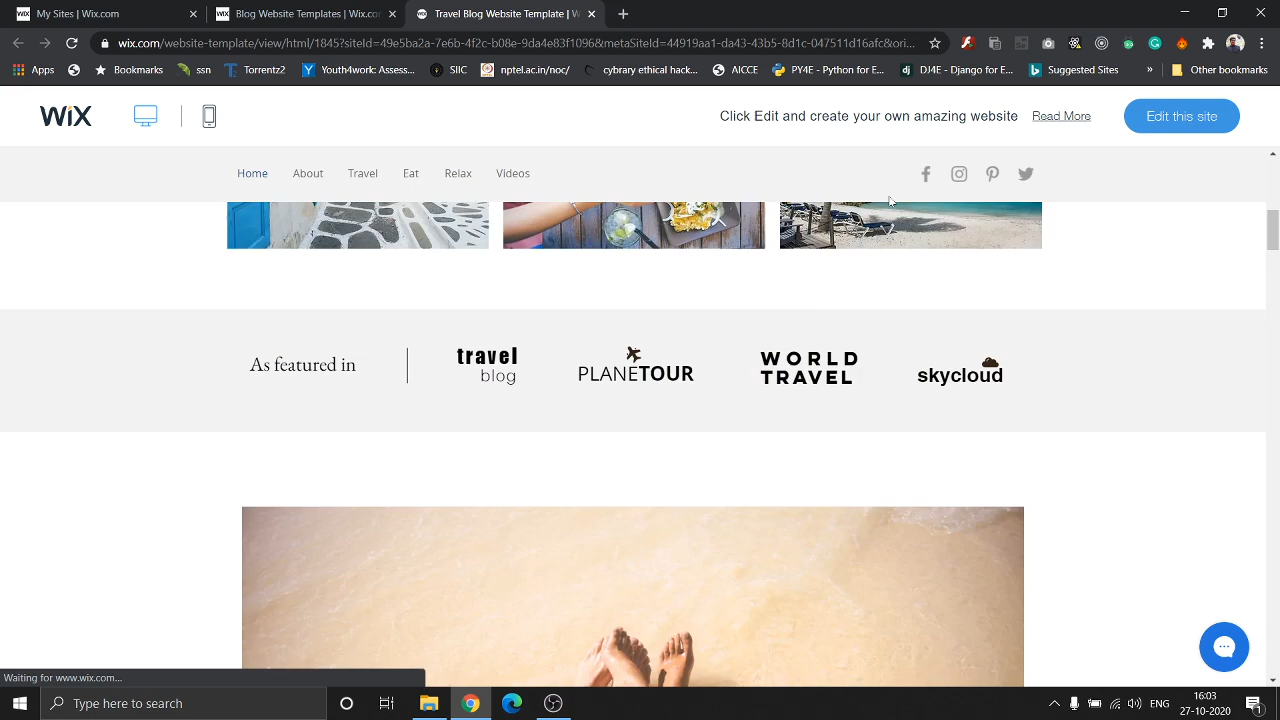 My Sites | Wix.com
Blog Website Templates | Wix.co
Travel Blog Website Template | W
wix.com/website-template/view/html/1845?siteId=49e5ba2a-7e6b-4f2c-b08e-9da4e83f1096&metaSiteId=44919aa1-da43-43b5-8d1c-047511d16afc&ori...
Apps
Bookmarks
ssn
Torrentz2
Youth4work: Assess...
SIIC
nptel.ac.in/noc/
cybrary ethical hack...
AICCE
PY4E - Python for E...
DJ4E - Django for E...
Suggested Sites
»
Other bookmarks
WiX
Click Edit and create your own amazing website
Read More
Edit this site
Home
About
Travel
Eat
Relax
Videos
As featured in
travel
blog
PLANETOUR
WORLD
TRAVEL
skycloud
Waiting for www.wix.com...
Type here to search
16:03
27-10-2020
1